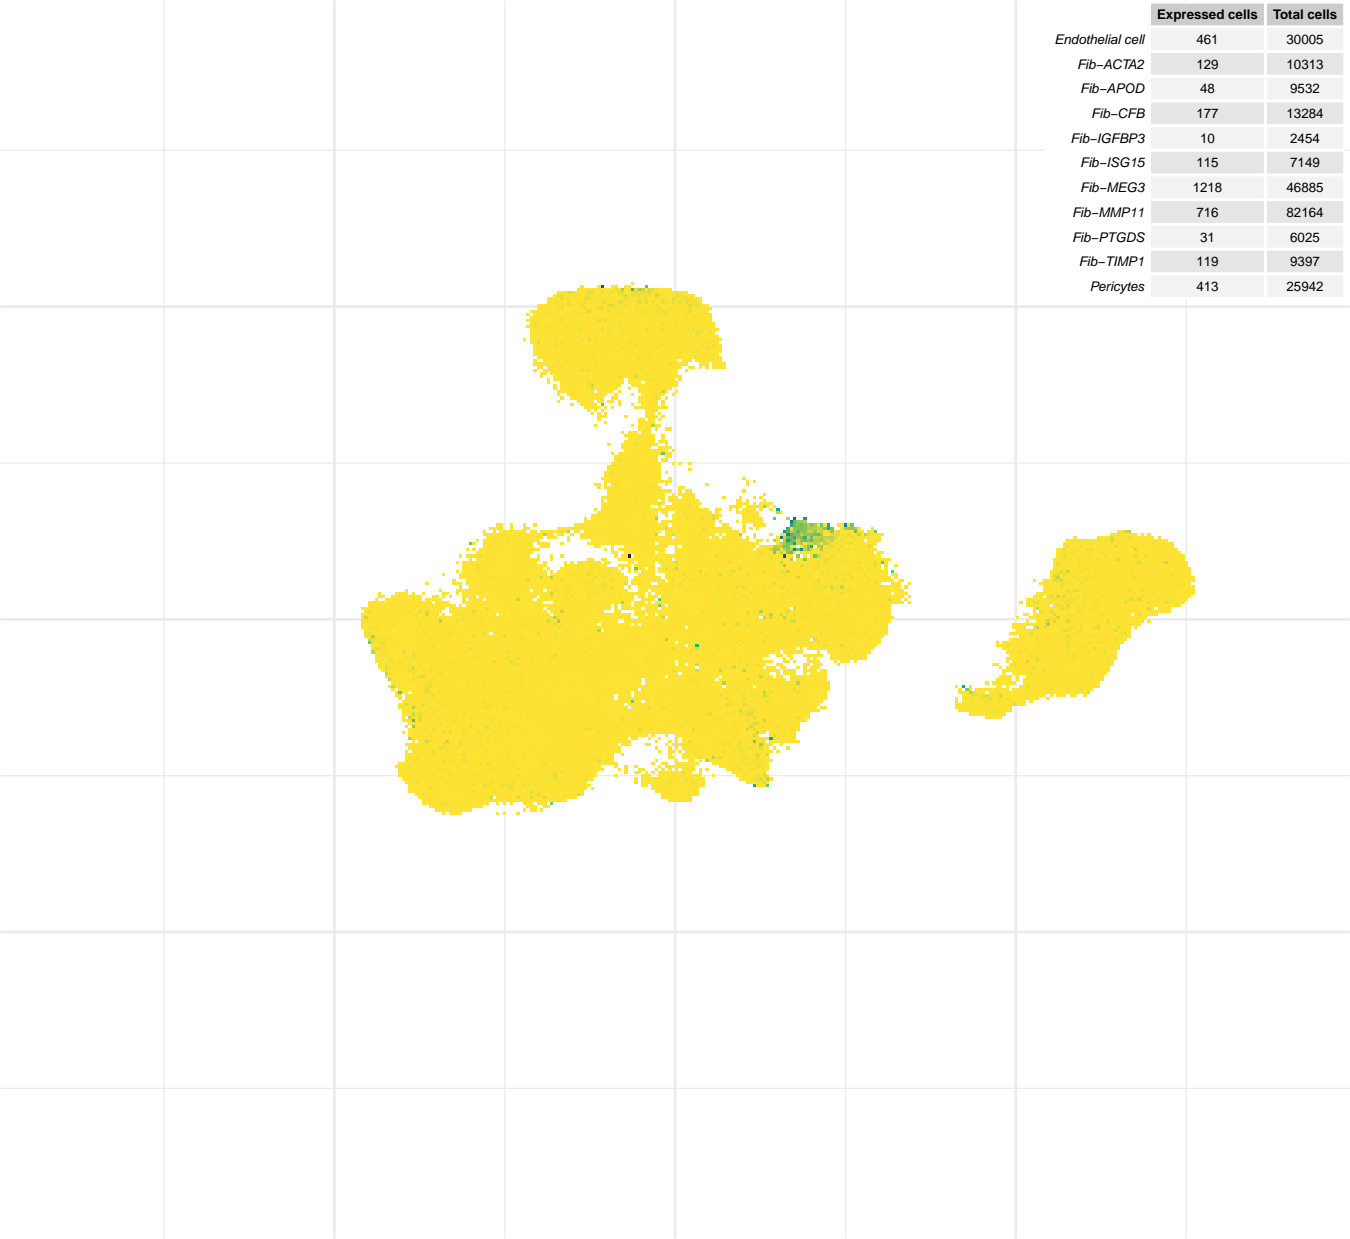 Expressed cells Total cells
Endothelial cell 461 30005
Fib−ACTA2 129 10313
Fib−APOD 48 9532
Fib−CFB 177 13284
Fib−IGFBP3 10 2454
Fib−ISG15 115 7149
Fib−MEG3 1218 46885
Fib−MMP11 716 82164
Fib−PTGDS 31 6025
Fib−TIMP1 119 9397
Pericytes 413 25942